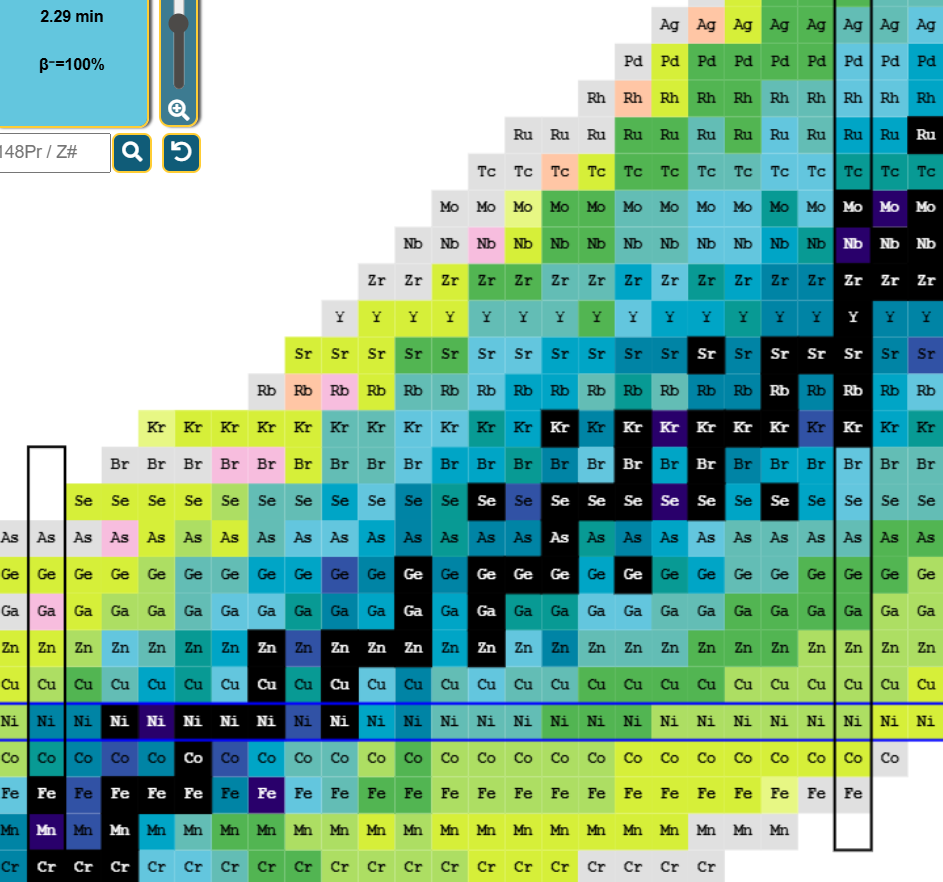 2.29 min
Ag Ag Ag Ag Ag Ag Ag Ag
β⁻=100%
Pd Pd Pd Pd Pd Pd Pd Pd Pd
Rh Rh Rh Rh Rh Rh Rh Rh Rh Rh
Ru Ru Ru Ru Ru Ru Ru Ru Ru Ru Ru Ru
148Pr / Z#
Tc Tc Tc Tc Tc Tc Tc Tc Tc Tc Tc Tc Tc
Mo Mo Mo Mo Mo Mo Mo Mo Mo Mo Mo Mo Mo Mo
Nb Nb Nb Nb Nb Nb Nb Nb Nb Nb Nb Nb Nb Nb Nb
Zr Zr Zr Zr Zr Zr Zr Zr Zr Zr Zr Zr Zr Zr Zr Zr
Y Y Y Y Y Y Y Y Y Y Y Y Y Y Y Y Y
Sr Sr Sr Sr Sr Sr Sr Sr Sr Sr Sr Sr Sr Sr Sr Sr Sr Sr
Rb Rb Rb Rb Rb Rb Rb Rb Rb Rb Rb Rb Rb Rb Rb Rb Rb Rb Rb
Kr Kr Kr Kr Kr Kr Kr Kr Kr Kr Kr Kr Kr Kr Kr Kr Kr Kr Kr Kr Kr Kr
Br Br Br Br Br Br Br Br Br Br Br Br Br Br Br Br Br Br Br Br Br Br Br
Se Se Se Se Se Se Se Se Se Se Se Se Se Se Se Se Se Se Se Se Se Se Se Se
As As As As As As As As As As As As As As As As As As As As As As As As As As
Ge Ge Ge Ge Ge Ge Ge Ge Ge Ge Ge Ge Ge Ge Ge Ge Ge Ge Ge Ge Ge Ge Ge Ge Ge Ge
Ga Ga Ga Ga Ga Ga Ga Ga Ga Ga Ga Ga Ga Ga Ga Ga Ga Ga Ga Ga Ga Ga Ga Ga Ga Ga
Zn Zn Zn Zn Zn Zn Zn Zn Zn Zn Zn Zn Zn Zn Zn Zn Zn Zn Zn Zn Zn Zn Zn Zn Zn Zn
Cu Cu Cu Cu Cu Cu Cu Cu Cu Cu Cu Cu Cu Cu Cu Cu Cu Cu Cu Cu Cu Cu Cu Cu Cu Cu
Ni Ni Ni Ni Ni Ni Ni Ni Ni Ni Ni Ni Ni Ni Ni Ni Ni Ni Ni Ni Ni Ni Ni Ni Ni Ni
Co Co Co Co Co Co Co Co Co Co Co Co Co Co Co Co Co Co Co Co Co Co Co Co Co
Fe Fe Fe Fe Fe Fe Fe Fe Fe Fe Fe Fe Fe Fe Fe Fe Fe Fe Fe Fe Fe Fe Fe Fe
Mn Mn Mn Mn Mn Mn Mn Mn Mn Mn Mn Mn Mn Mn Mn Mn Mn Mn Mn Mn Mn Mn
Cr Cr Cr Cr Cr Cr Cr Cr Cr Cr Cr Cr Cr Cr Cr Cr Cr Cr Cr Cr